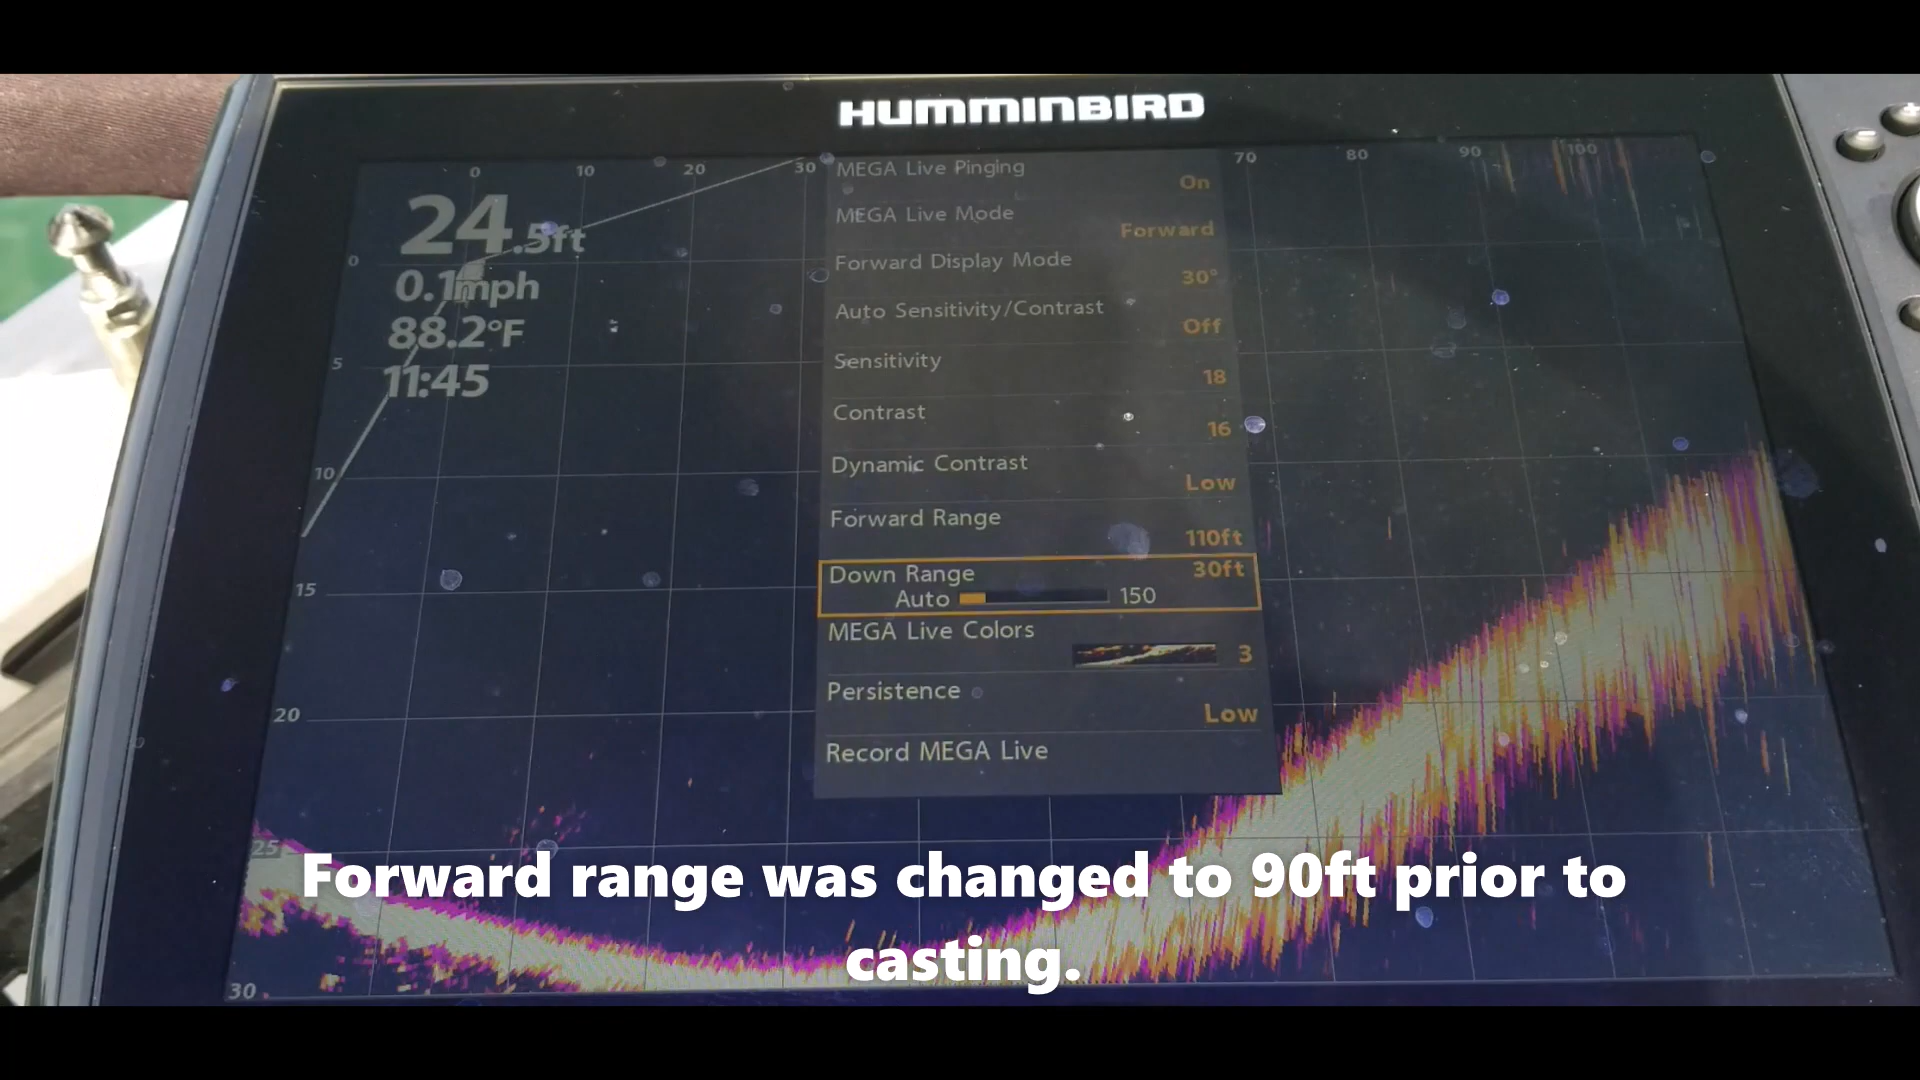 HUMMINBIRD
0 10 20 30 70 80 90 100
24.5ft
0.1mph
88.2°F
11:45
0
5
10
15
20
25
30
MEGA Live Pinging
On
MEGA Live Mode
Forward
Forward Display Mode
30°
Auto Sensitivity/Contrast
Off
Sensitivity
18
Contrast
16
Dynamic Contrast
Low
Forward Range
110ft
Down Range 30ft
Auto 150
MEGA Live Colors
3
Persistence
Low
Record MEGA Live
Forward range was changed to 90ft prior to
casting.